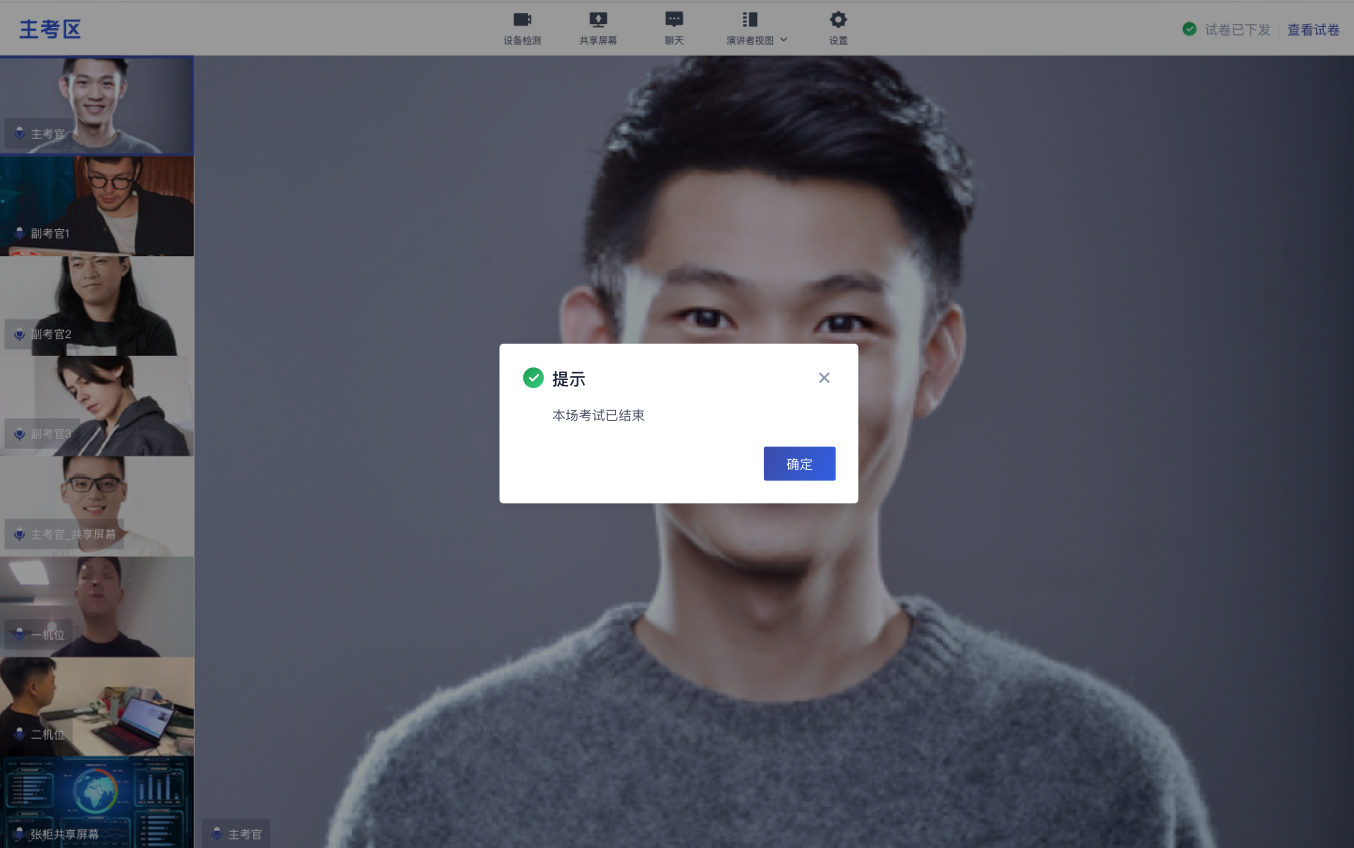 主考区
设备检测
共享屏幕
聊天
演讲者视图
设置
试卷已下发
查看试卷
主考官
副考官1
副考官2
副考官3
主考官_共享屏幕
一机位
二机位
张柜共享屏幕
提示
本场考试已结束
确定
主考官